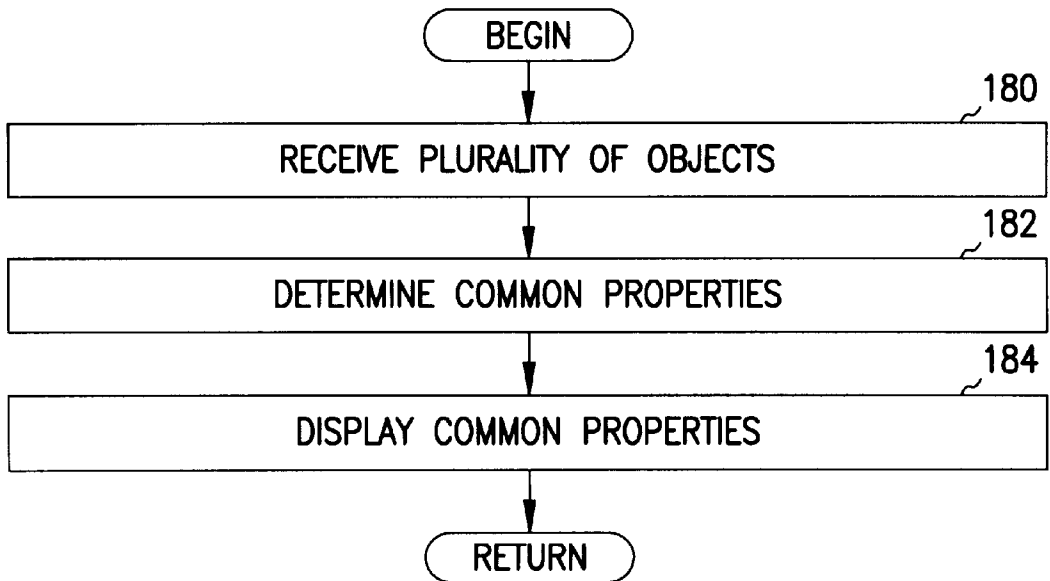 BEGIN
180
RECEIVE PLURALITY OF OBJECTS
182
DETERMINE COMMON PROPERTIES
184
DISPLAY COMMON PROPERTIES
RETURN